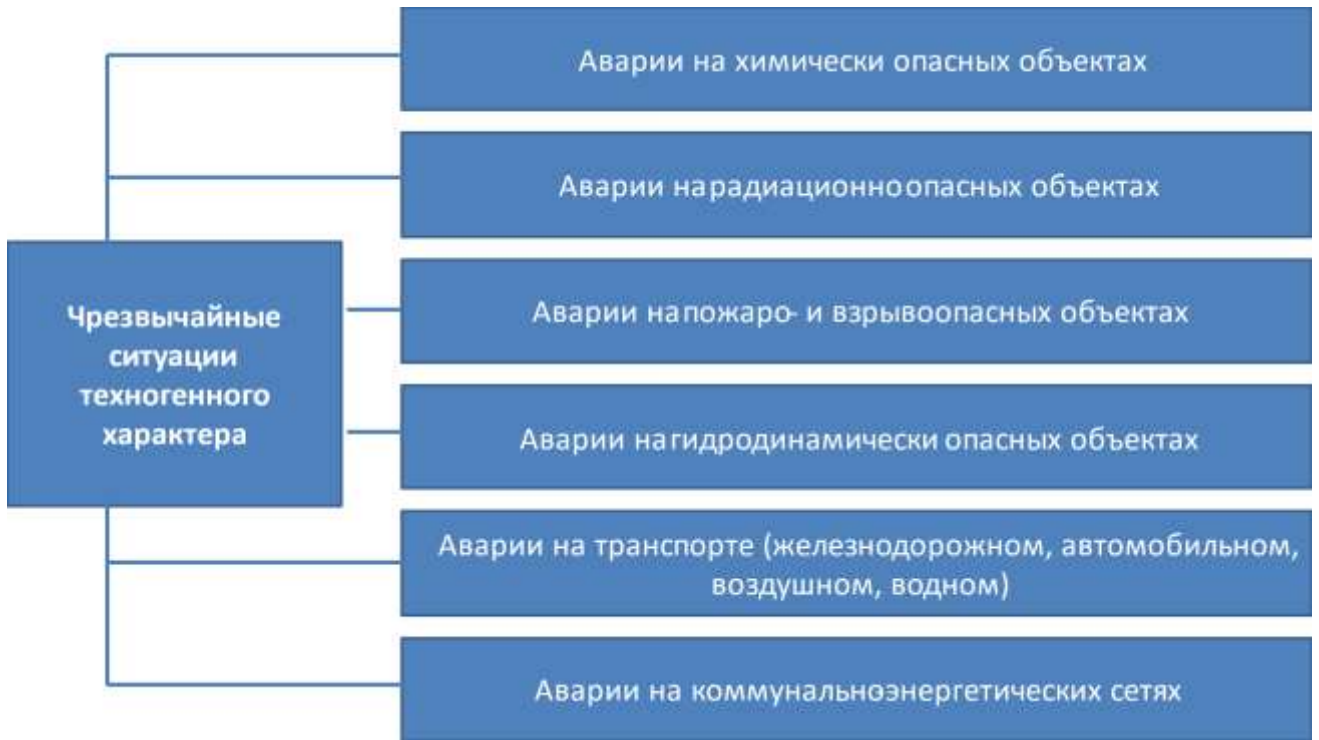 Аварии на химически опасных объектах
Аварии нарадиационноопасных объектах
Чрезвычайные
ситуации
техногенного
характера
Аварии напожаро- и взрывоопасных объектах
Аварии нагидродинамически опасных объектах
Аварии на транспорте (железнодорожном, автомобильном,
воздушном, водном)
Аварии на коммунальноэнергетических сетях